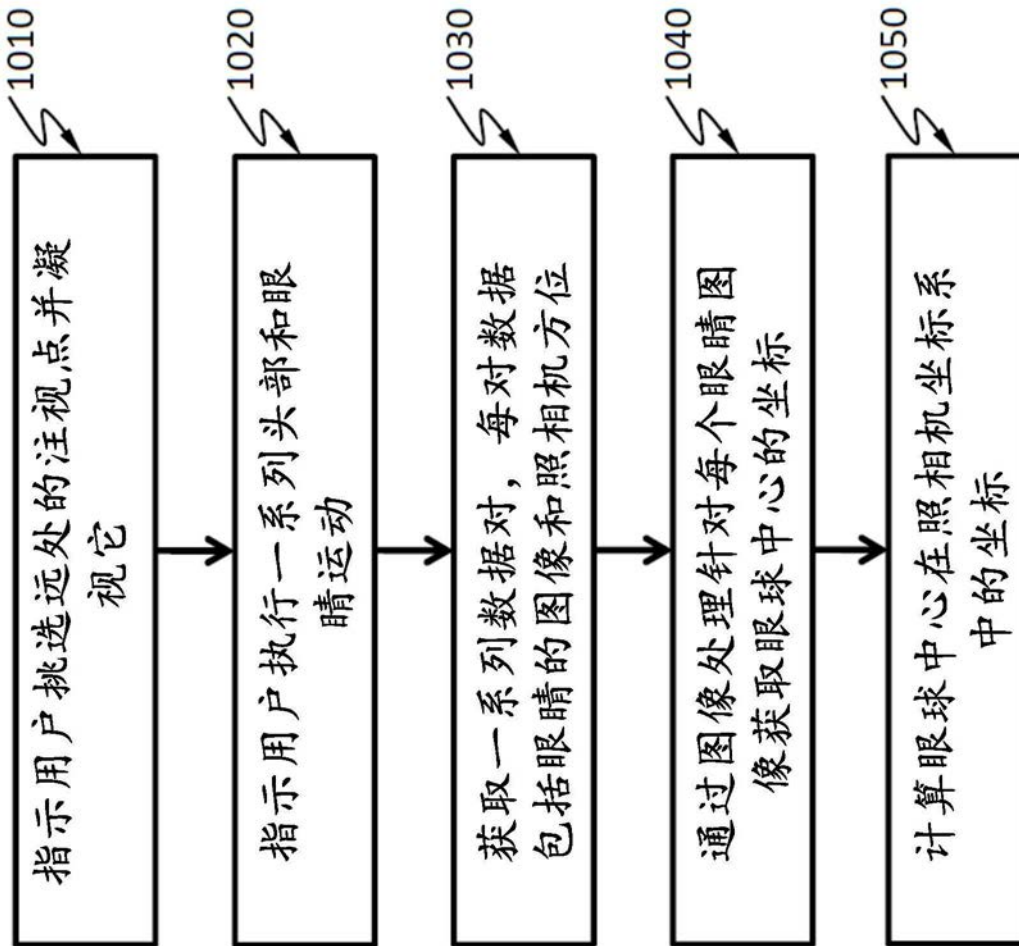 指示用户挑选远处的注视点并凝
视它
1010
指示用户执行一系列头部和眼
睛运动
1020
获取一系列数据对，每对数据
包括眼睛的图像和照相机方位
1030
通过图像处理针对每个眼睛图
像获取眼球中心的坐标
1040
计算眼球中心在照相机坐标系
中的坐标
1050